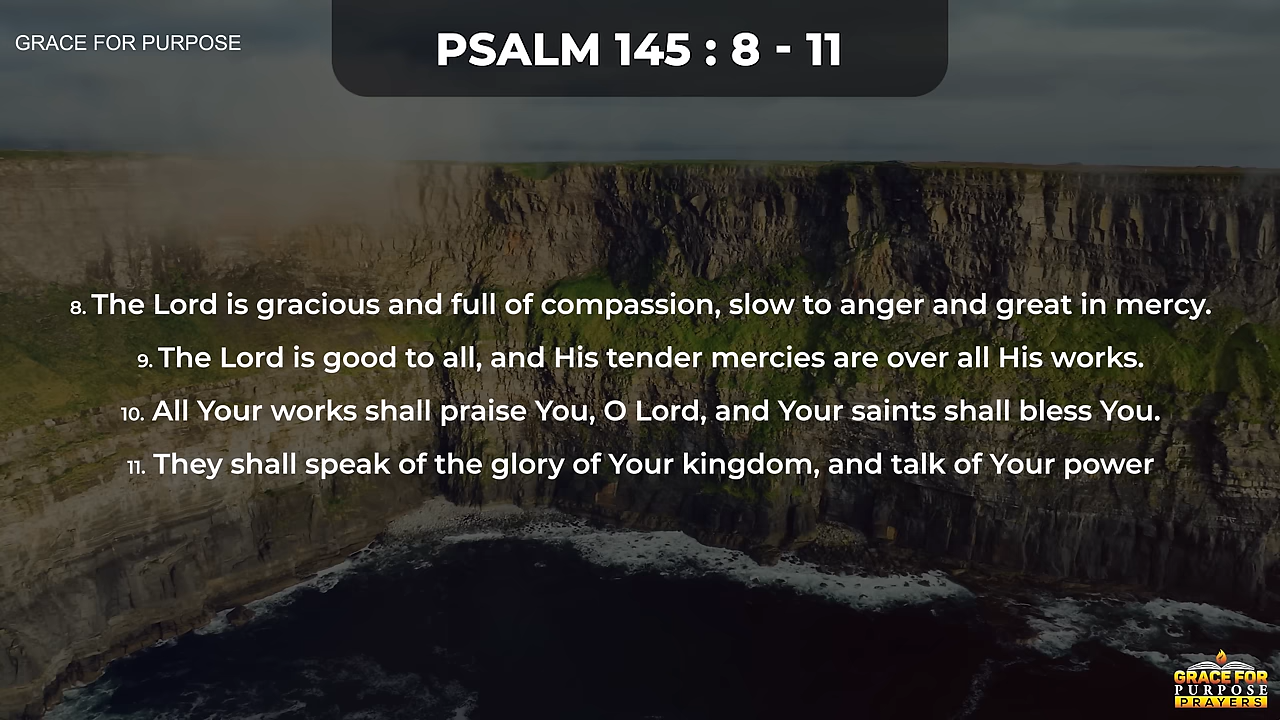 GRACE FOR PURPOSE
PSALM 145 : 8 - 11
8. The Lord is gracious and full of compassion, slow to anger and great in mercy.
9. The Lord is good to all, and His tender mercies are over all His works.
10. All Your works shall praise You, O Lord, and Your saints shall bless You.
11. They shall speak of the glory of Your kingdom, and talk of Your power
GRACE FOR
PURPOSE
PRAYERS